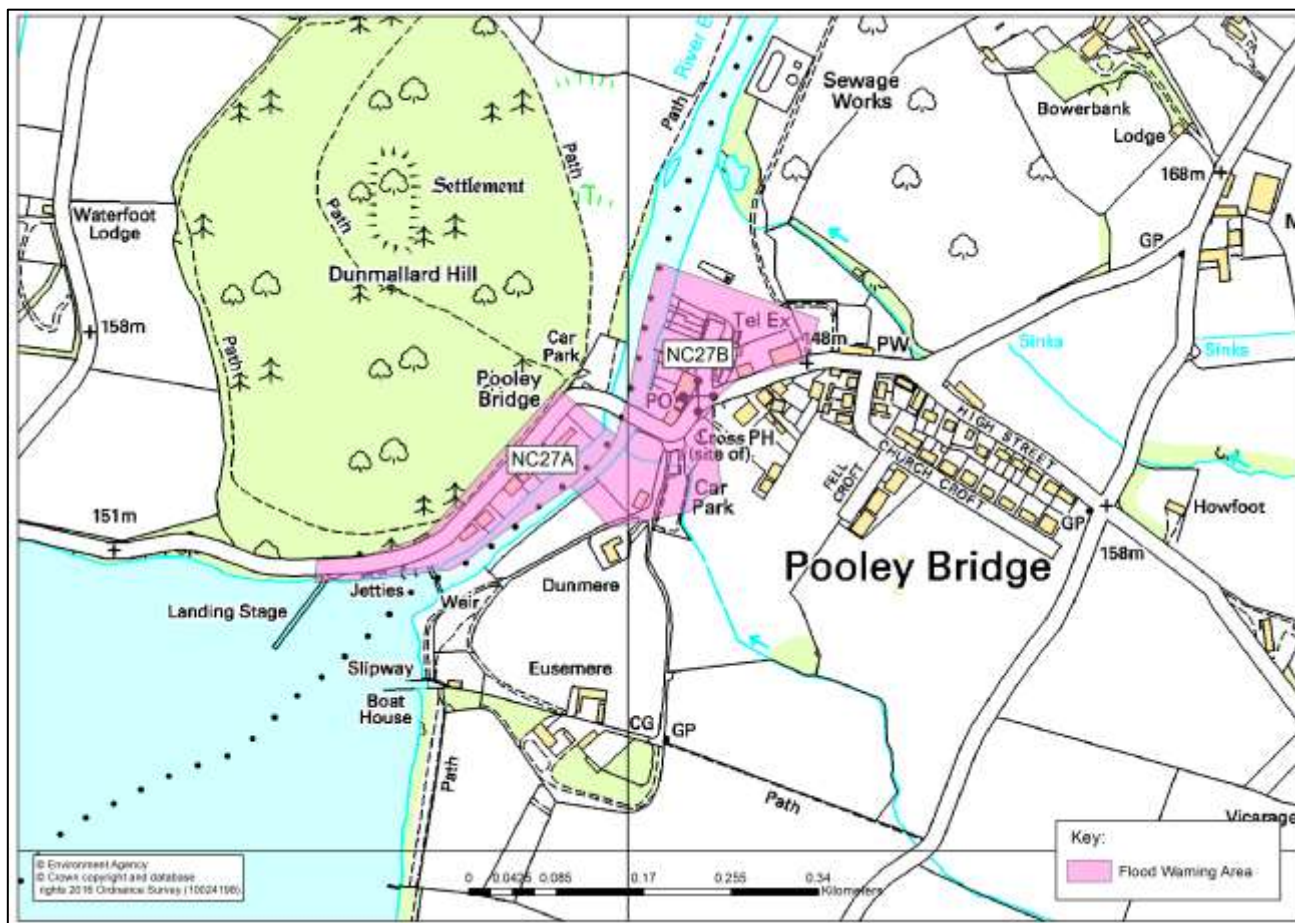 River E
Sewage
Works
Bowerbank
Lodge
Path
Path
168m
Settlement
Path
Waterfoot
Lodge
GP
M
Dunmallard Hill
Tel Ex
158m
Car
Park
148m
PW
Sinks
Sinks
NC27B
Path
Pooley
Bridge
PO
HIGH STREET
Cross PH
(site of)
NC27A
FELL
CROFT
CHURCH CROFT
Car
Park
GP
Howfoot
151m
158m
Pooley Bridge
Jetties
Dunmere
Landing Stage
Weir
Slipway
Eusemere
Boat
House
CG
GP
Path
Path
Vicarage
Key:
Flood Warning Area
© Environment Agency
© Crown copyright and database
rights 2016 Ordnance Survey (10024198).
0 0.0425 0.085 0.17 0.255 0.34
Kilometers